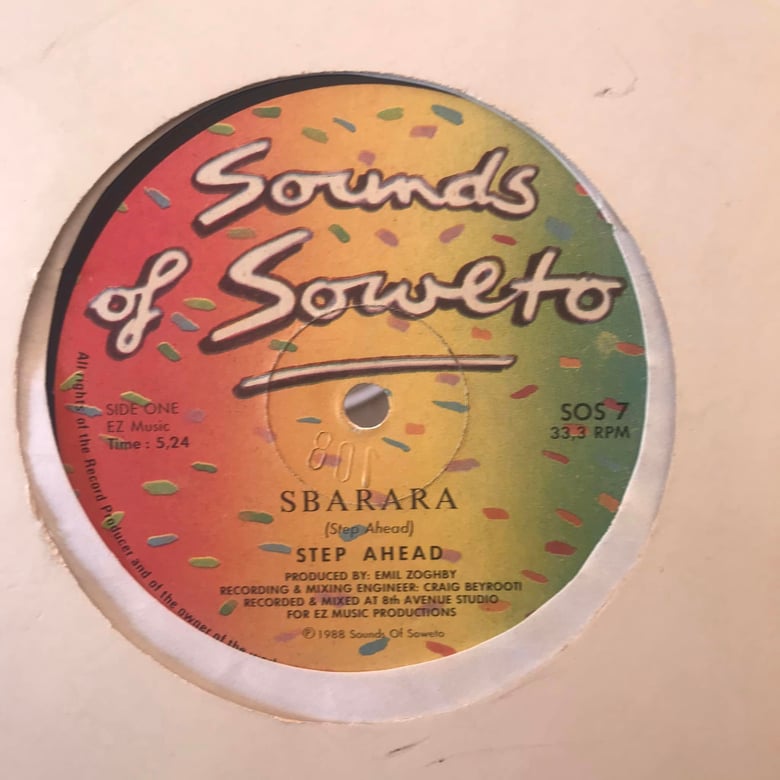 Sounds
of Soweto
SIDE ONE
EZ Music
Time : 5,24
SOS 7
33,3 RPM
SBARARA
(Step Ahead)
STEP AHEAD
PRODUCED BY: EMIL ZOGHBY
RECORDING & MIXING ENGINEER: CRAIG BEYROOTI
RECORDED & MIXED AT 8th AVENUE STUDIO
FOR EZ MUSIC PRODUCTIONS
℗ 1988 Sounds Of Soweto
All rights of the Record Producer and of the owner of the